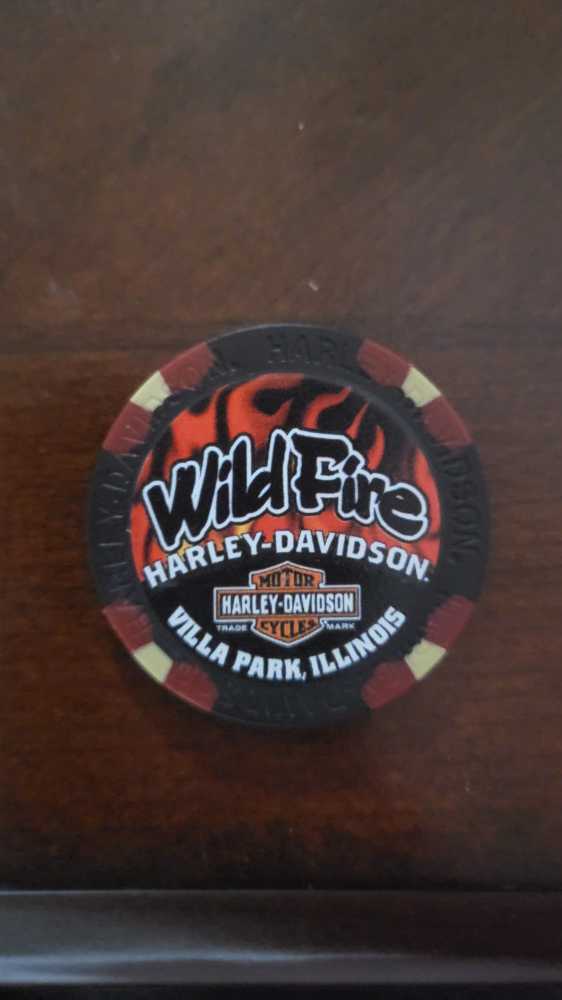 Wild Fire
HARLEY-DAVIDSON.
MOTOR
HARLEY-DAVIDSON
TRADE CYCLES MARK
VILLA PARK, ILLINOIS